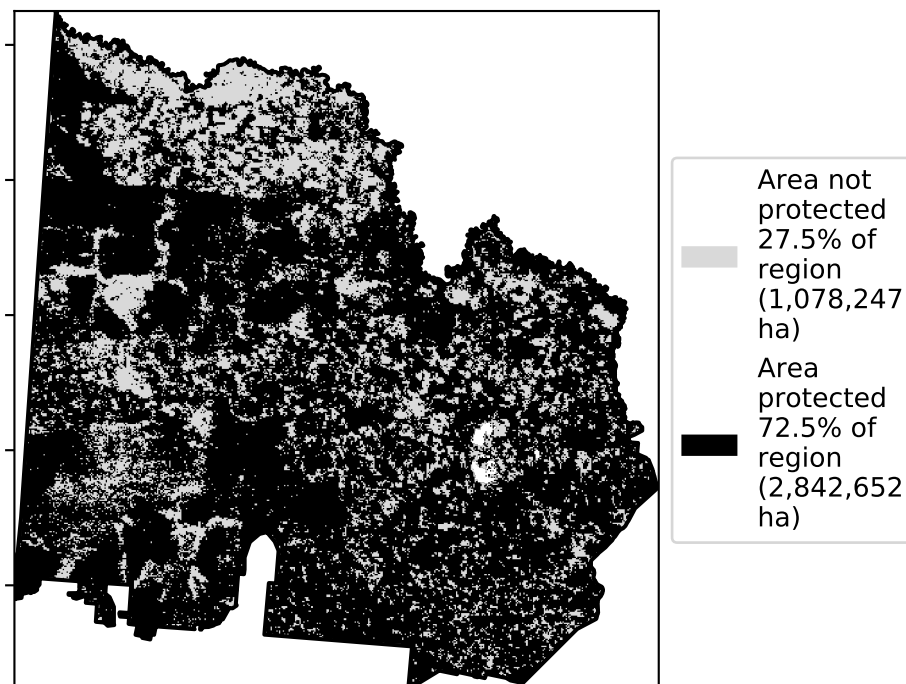 Area not
protected
27.5% of
region
(1,078,247
ha)
Area
protected
72.5% of
region
(2,842,652
ha)